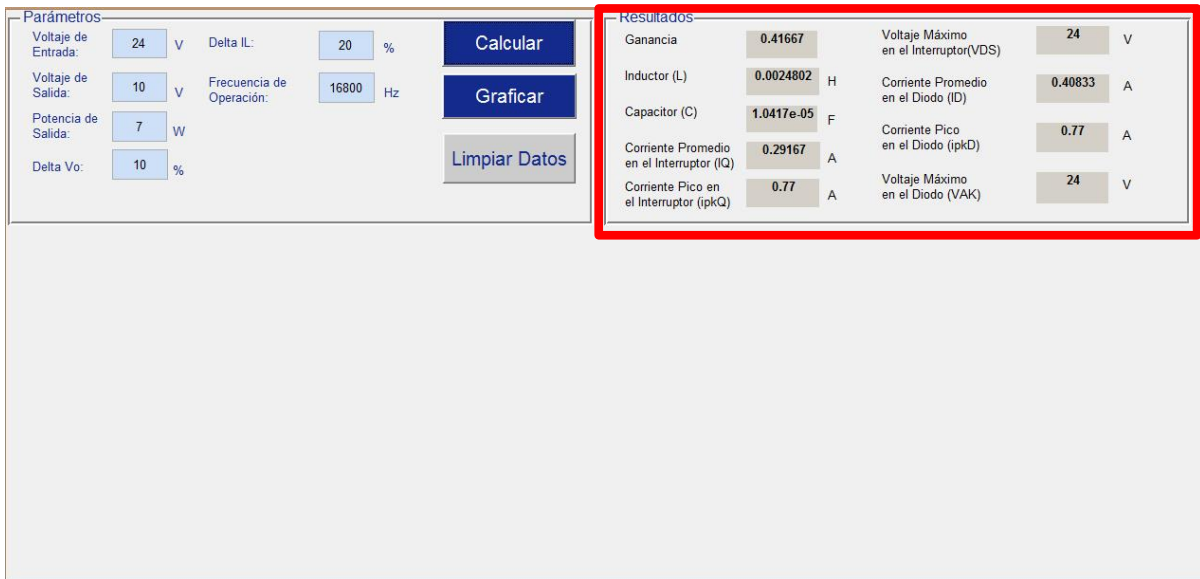 Parámetros
Voltaje de
Entrada:
24
V
Delta IL:
20
%
Calcular
Voltaje de
Salida:
10
V
Frecuencia de
Operación:
16800
Hz
Graficar
Potencia de
Salida:
7
W
Delta Vo:
10
%
Limpiar Datos
Resultados
Ganancia
0.41667
Inductor (L)
0.0024802
H
Capacitor (C)
1.0417e-05
F
Corriente Promedio
en el Interruptor (IQ)
0.29167
A
Corriente Pico en
el Interruptor (ipkQ)
0.77
A
Voltaje Máximo
en el Interruptor(VDS)
24
V
Corriente Promedio
en el Diodo (ID)
0.40833
A
Corriente Pico
en el Diodo (ipkD)
0.77
A
Voltaje Máximo
en el Diodo (VAK)
24
V